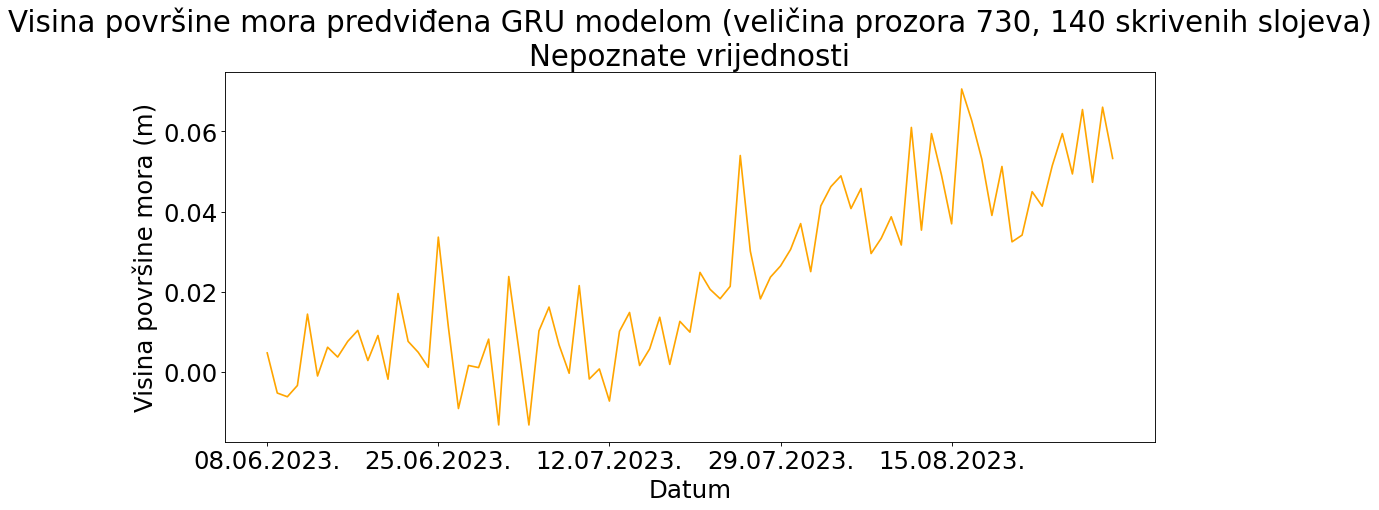 Visina površine mora predviđena GRU modelom (veličina prozora 730, 140 skrivenih slojeva)
Nepoznate vrijednosti
Visina površine mora (m)
0.06
0.04
0.02
0.00
08.06.2023. 25.06.2023. 12.07.2023. 29.07.2023. 15.08.2023.
Datum